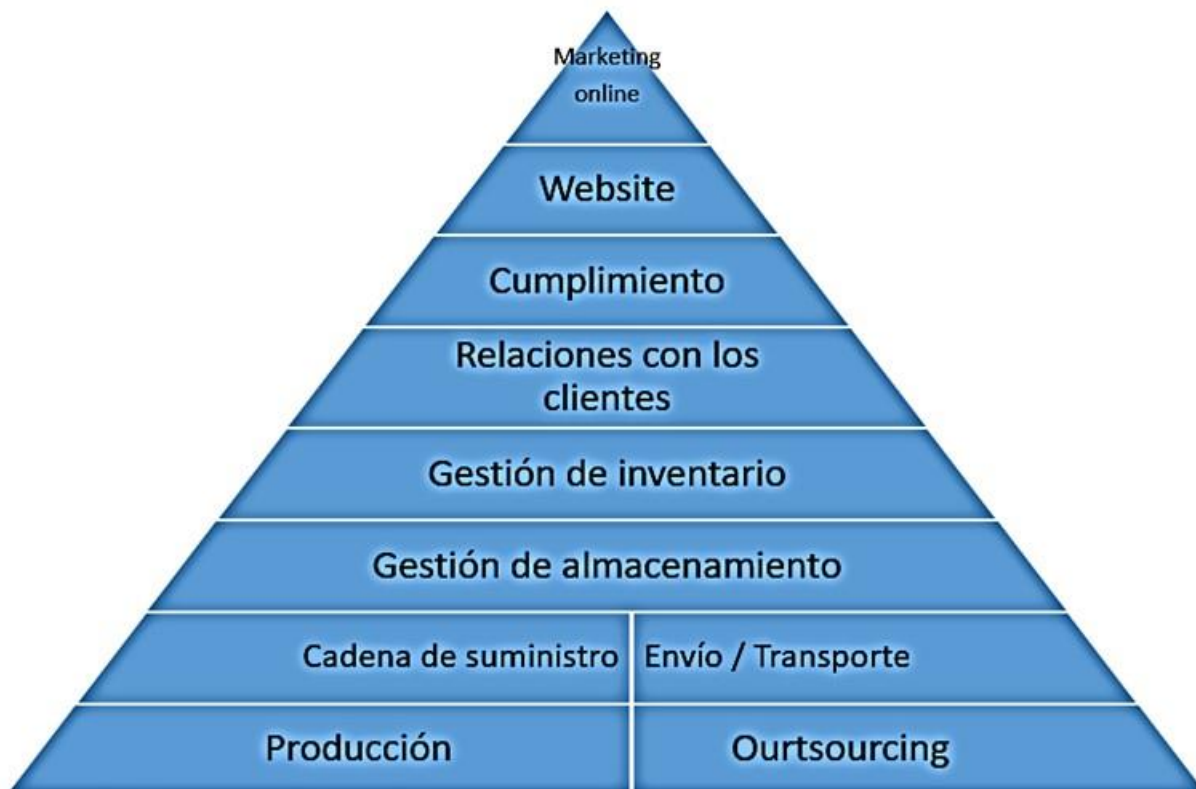 Marketing
online
Website
Cumplimiento
Relaciones con los
clientes
Gestión de inventario
Gestión de almacenamiento
Cadena de suministro
Envío / Transporte
Producción
Ourtsourcing